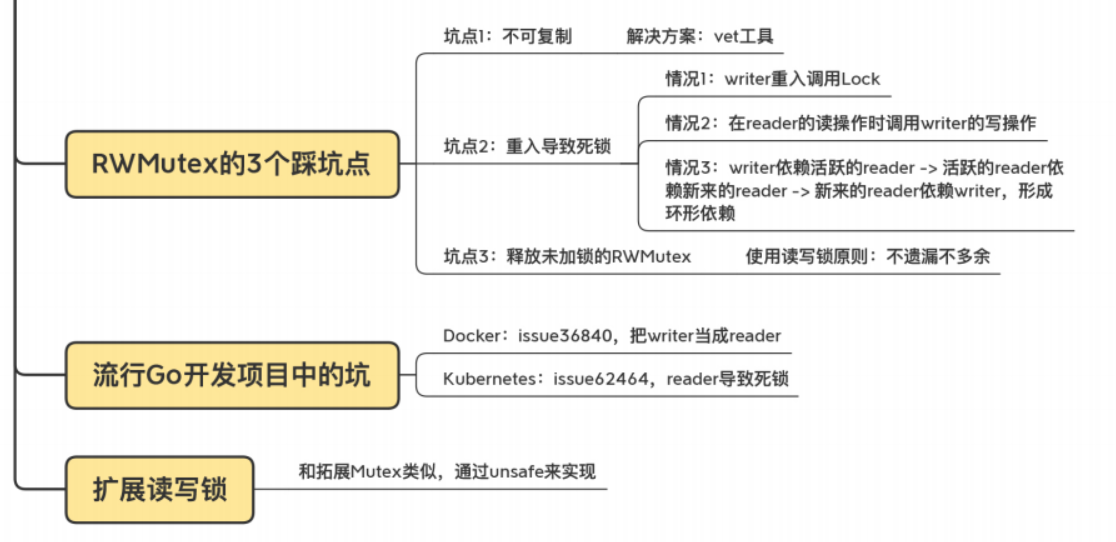 坑点1：不可复制
解决方案：vet工具
情况1：writer重入调用Lock
情况2：在reader的读操作时调用writer的写操作
RWMutex的3个踩坑点
坑点2：重入导致死锁
情况3：writer依赖活跃的reader -> 活跃的reader依
赖新来的reader -> 新来的reader依赖writer，形成
环形依赖
坑点3：释放未加锁的RWMutex
使用读写锁原则：不遗漏不多余
Docker：issue36840，把writer当成reader
流行Go开发项目中的坑
Kubernetes：issue62464，reader导致死锁
扩展读写锁
和拓展Mutex类似，通过unsafe来实现